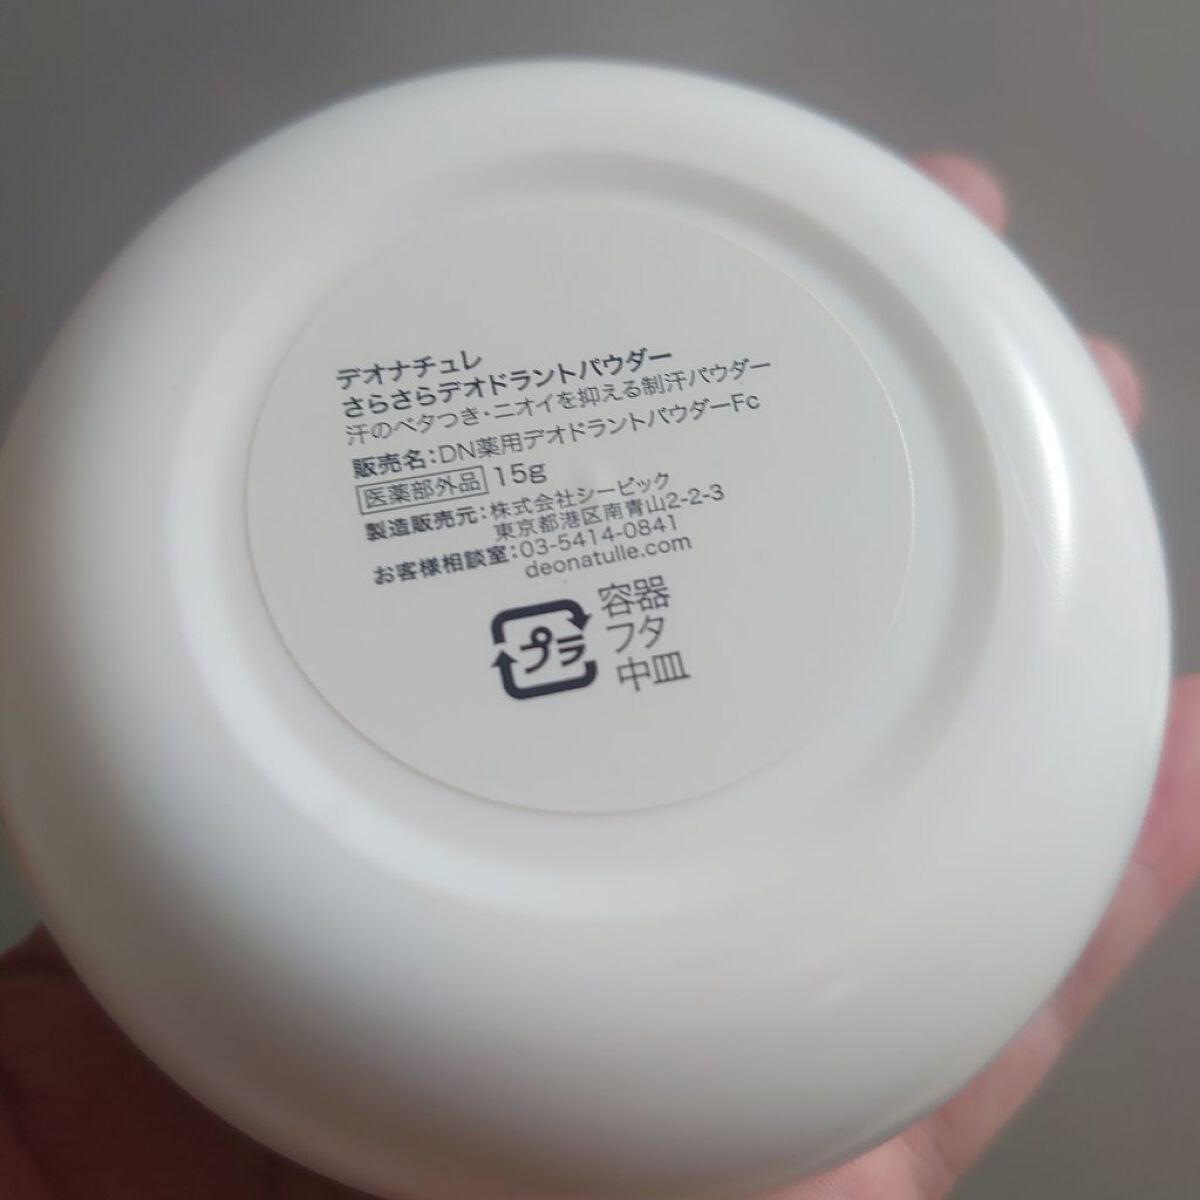 デオナチュレ
さらさらデオドラントパウダー
汗のベタつき・ニオイを抑える制汗パウダー
販売名:DN薬用デオドラントパウダーFc
医薬部外品 15g
製造販売元:株式会社シービック
東京都港区南青山2-2-3
お客様相談室:03-5414-0841
deonatulle.com
プラ
容器
フタ
中皿